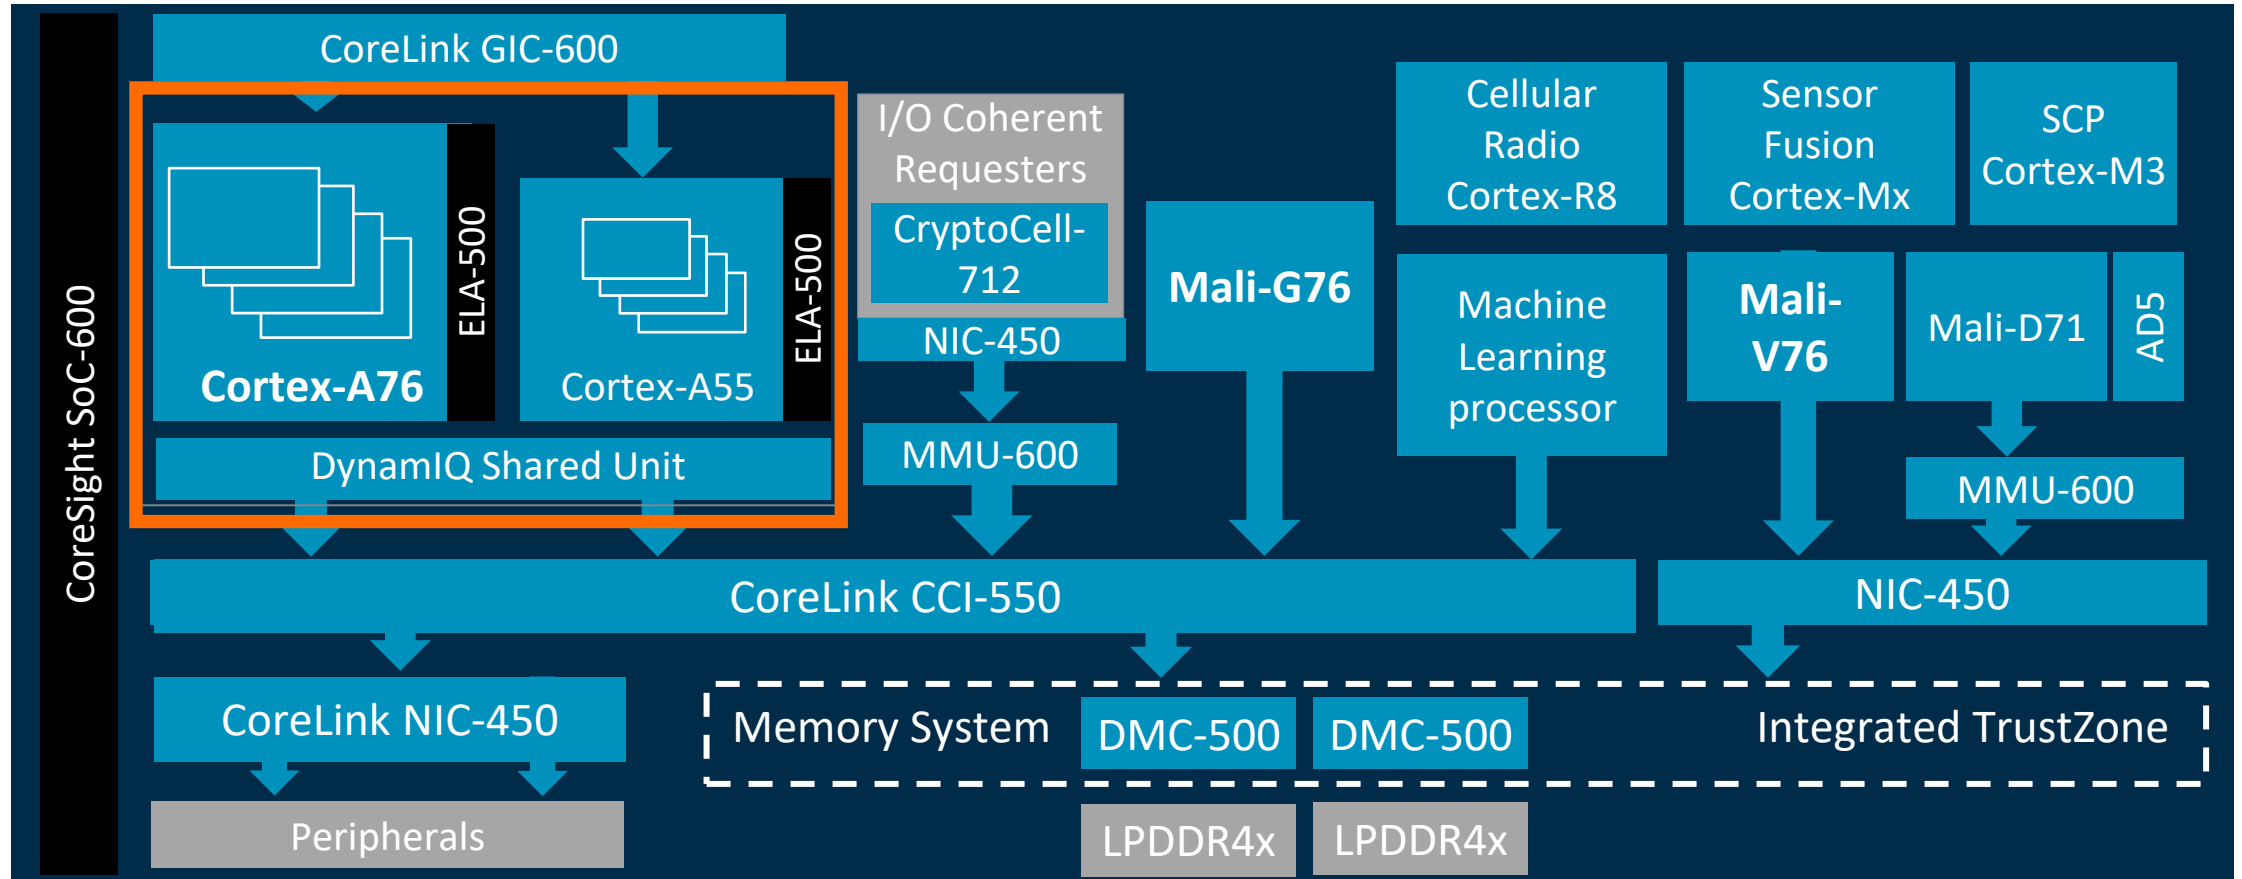 CoreSight SoC-600
CoreLink GIC-600
Cortex-A76
ELA-500
Cortex-A55
ELA-500
DynamIQ Shared Unit
I/O Coherent
Requesters
CryptoCell-
712
NIC-450
MMU-600
Mali-G76
Cellular
Radio
Cortex-R8
Machine
Learning
processor
Sensor
Fusion
Cortex-Mx
SCP
Cortex-M3
Mali-
V76
Mali-D71
AD5
MMU-600
CoreLink CCI-550
NIC-450
CoreLink NIC-450
Peripherals
Memory System
DMC-500
DMC-500
Integrated TrustZone
LPDDR4x
LPDDR4x